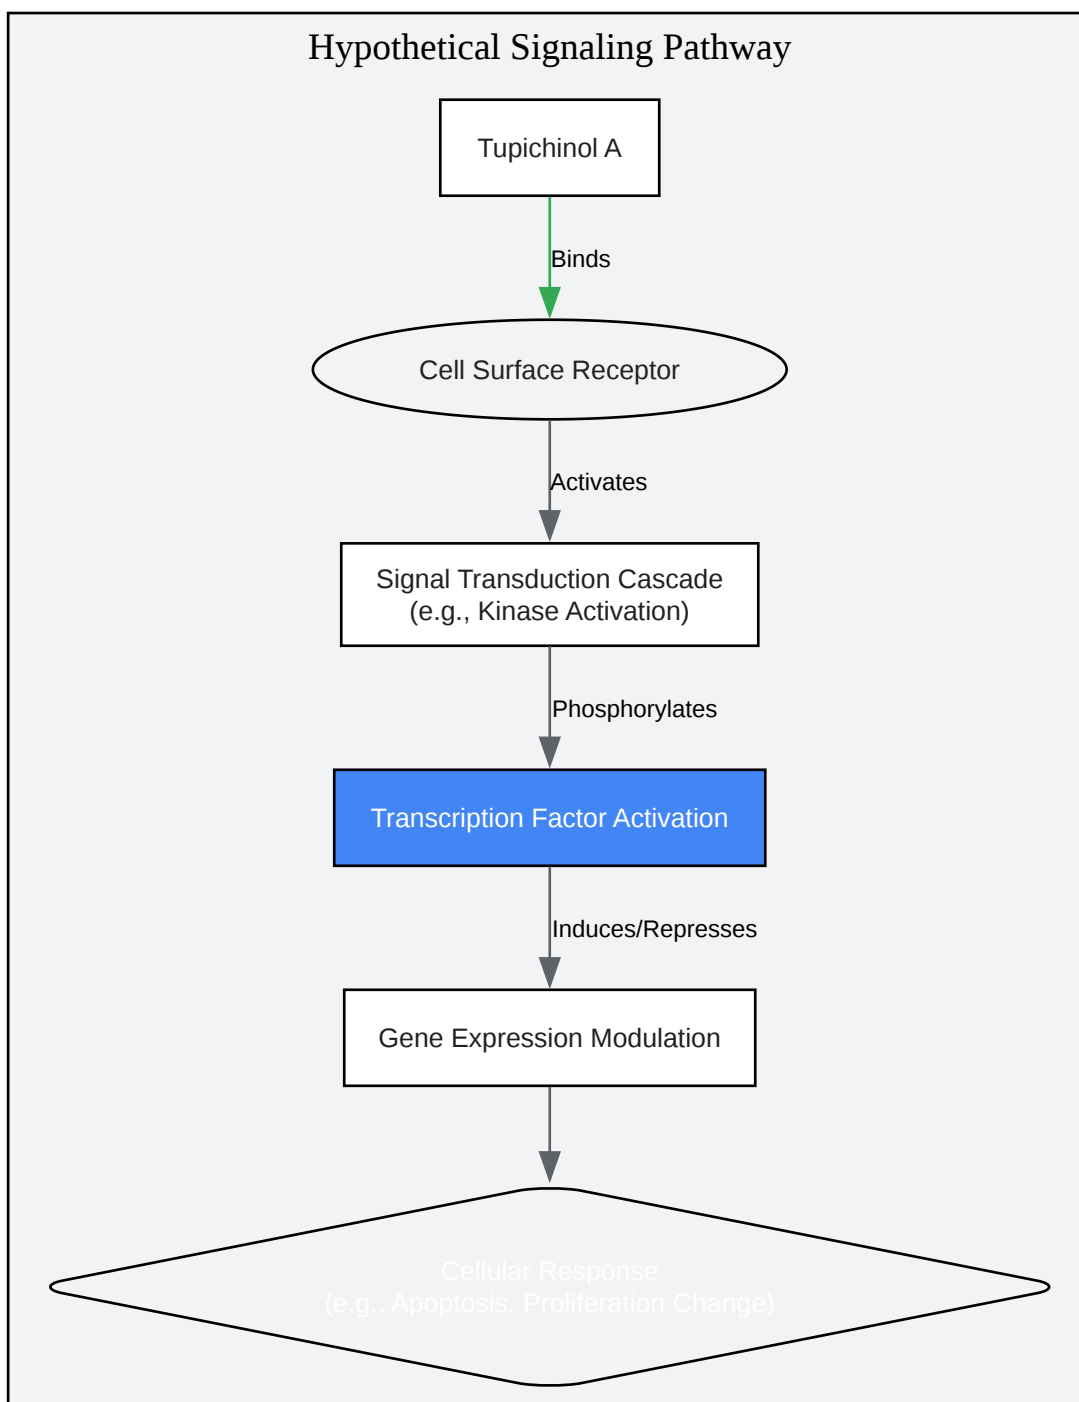 Hypothetical Signaling Pathway
Tupichinol A
Binds
Cell Surface Receptor
Activates
Signal Transduction Cascade
(e.g., Kinase Activation)
Phosphorylates
Transcription Factor Activation
Induces/Represses
Gene Expression Modulation
Cellular Response
(e.g., Apoptosis, Proliferation Change)